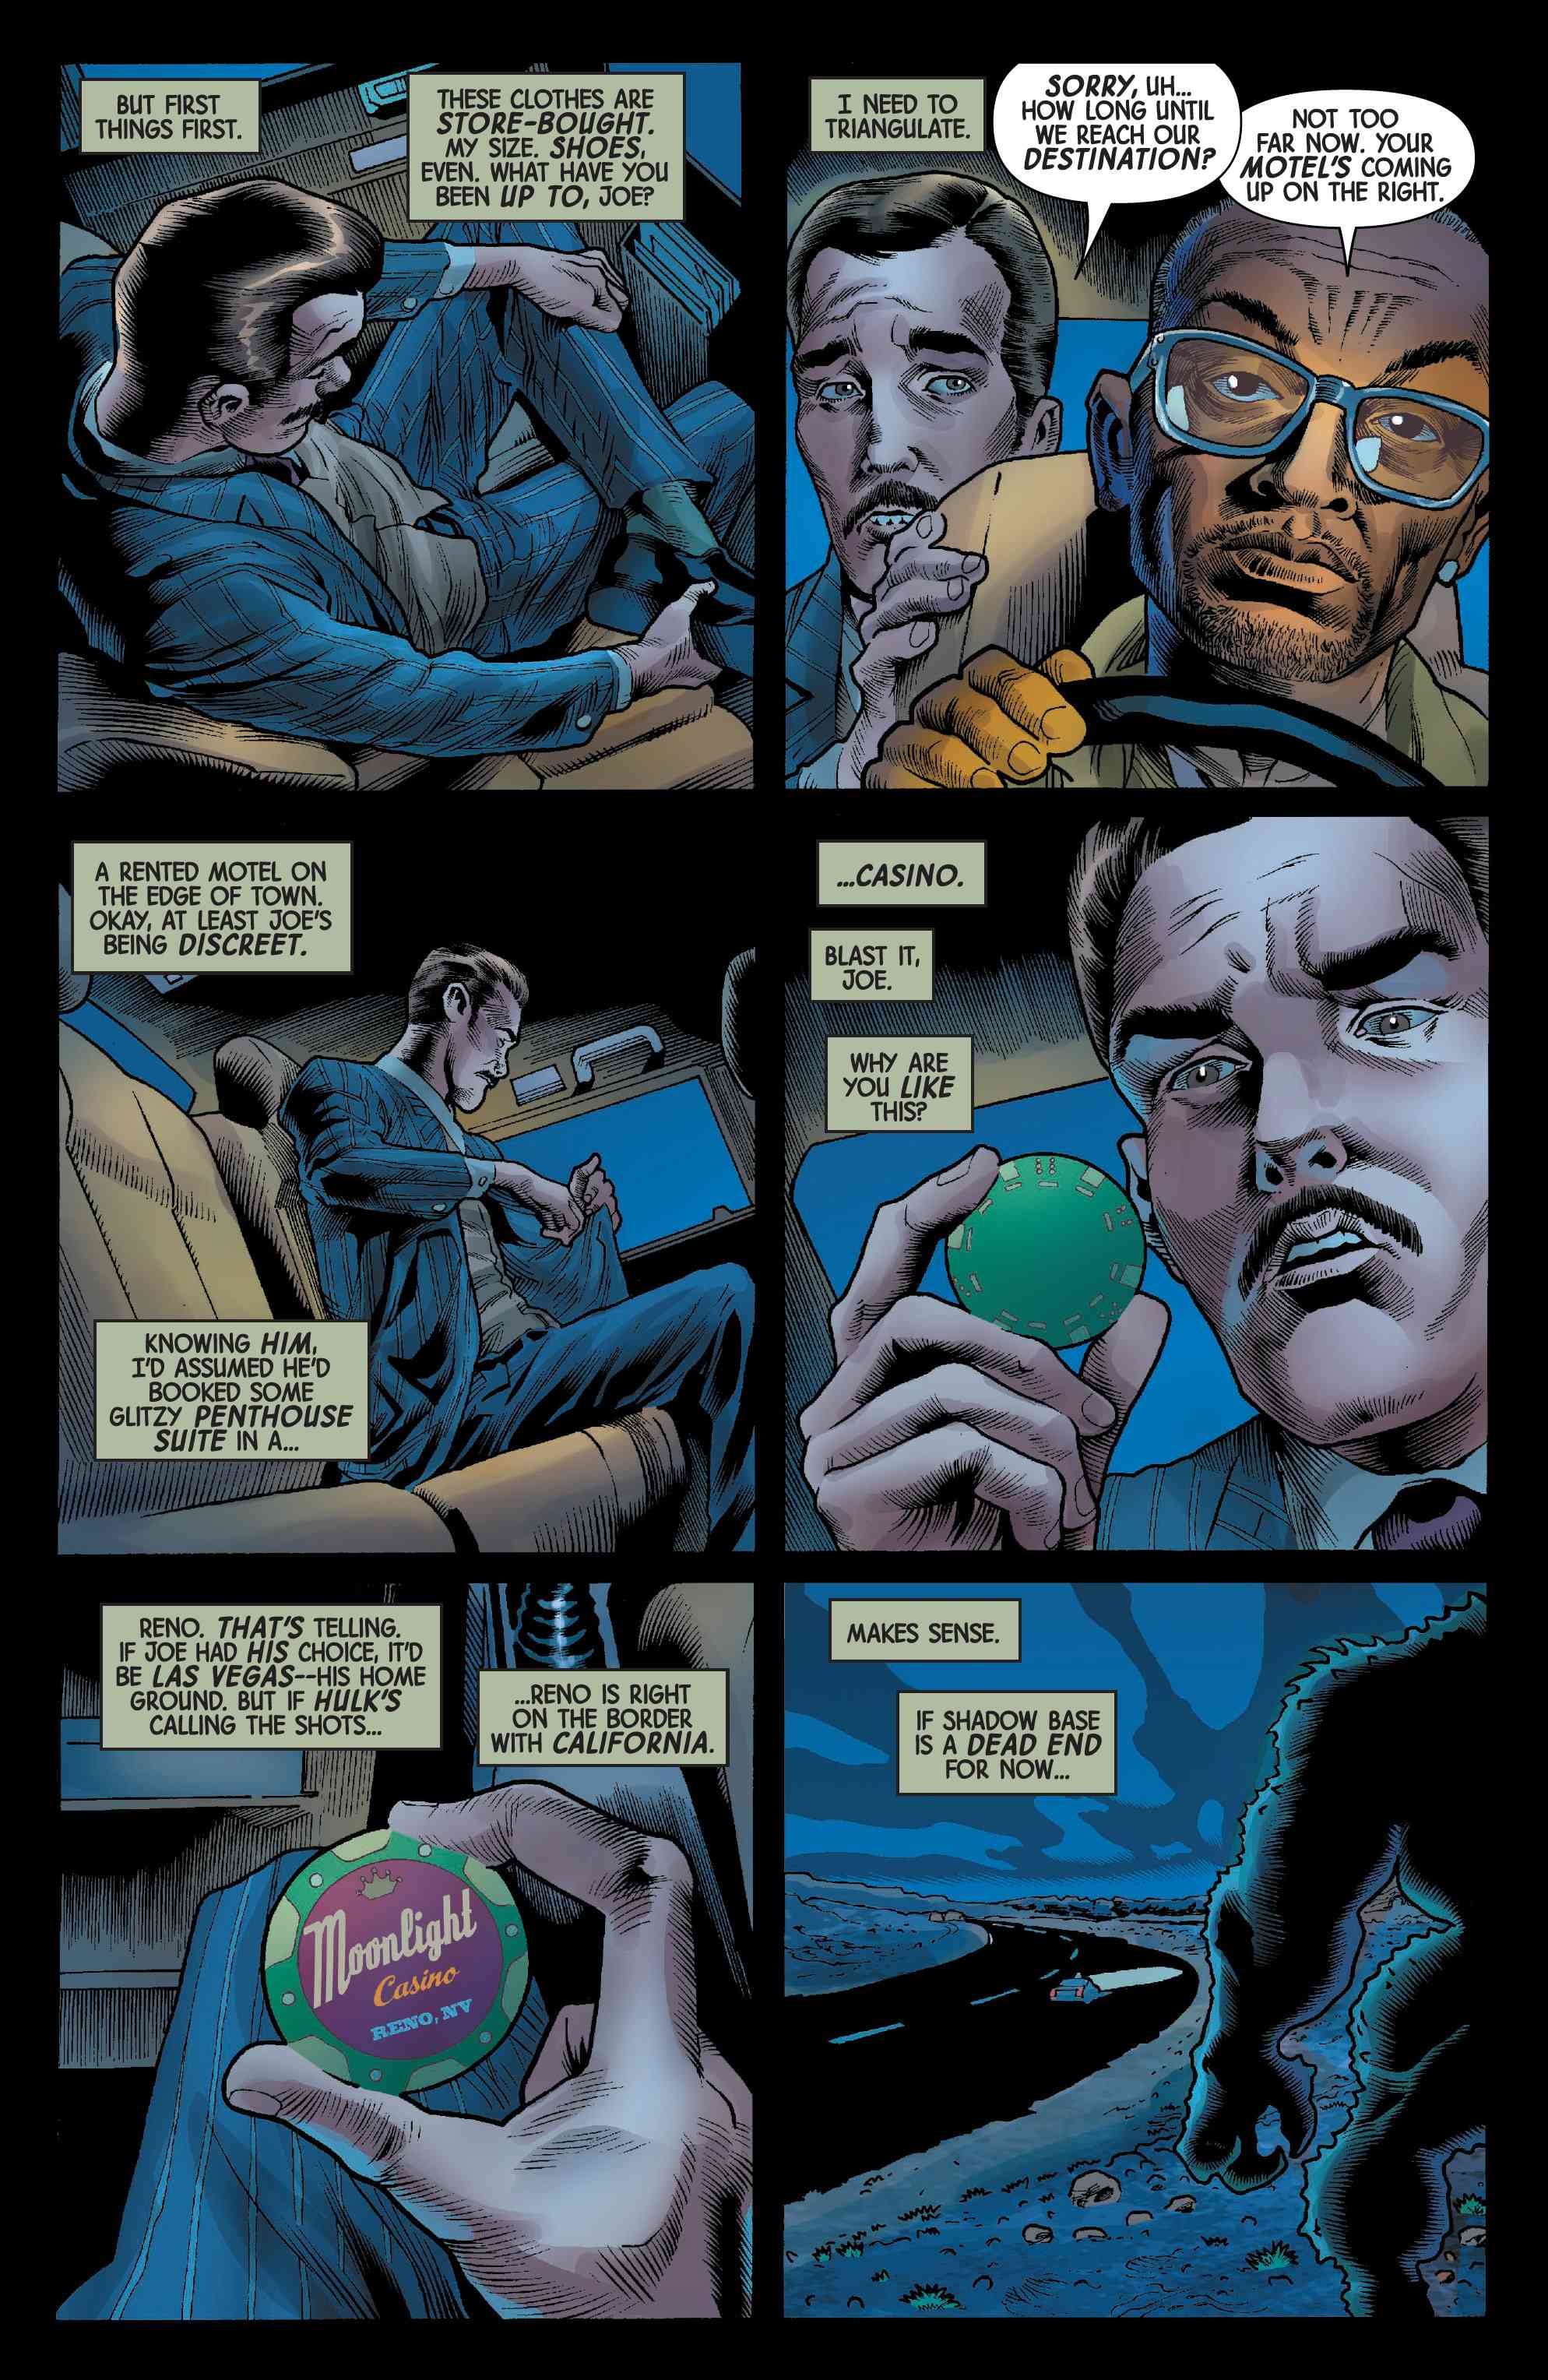 BUT FIRST
THINGS FIRST.
THESE CLOTHES ARE
STORE-BOUGHT.
MY SIZE. SHOES,
EVEN. WHAT HAVE YOU
BEEN UP TO, JOE?
I NEED TO
TRIANGULATE.
SORRY, UH...
HOW LONG UNTIL
WE REACH OUR
DESTINATION?
NOT TOO
FAR NOW. YOUR
MOTEL'S COMING
UP ON THE RIGHT.
A RENTED MOTEL ON
THE EDGE OF TOWN.
OKAY, AT LEAST JOE'S
BEING DISCREET.
KNOWING HIM,
I'D ASSUMED HE'D
BOOKED SOME
GLITZY PENTHOUSE
SUITE IN A...
...CASINO.
BLAST IT,
JOE.
WHY ARE
YOU LIKE
THIS?
RENO. THAT'S TELLING.
IF JOE HAD HIS CHOICE, IT'D
BE LAS VEGAS--HIS HOME
GROUND. BUT IF HULK'S
CALLING THE SHOTS...
...RENO IS RIGHT
ON THE BORDER
WITH CALIFORNIA.
Moonlight
Casino
RENO, NV
MAKES SENSE.
IF SHADOW BASE
IS A DEAD END
FOR NOW...